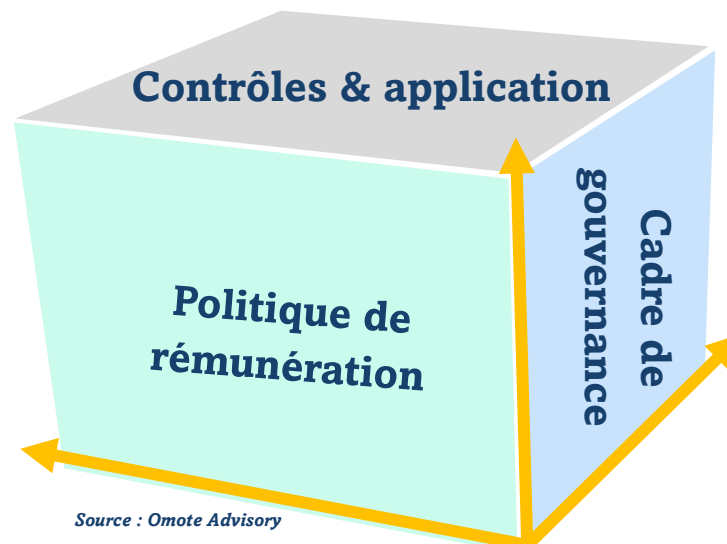 Contrôles & application
Politique de
rémunération
Cadre de
gouvernance
Source : Omote Advisory